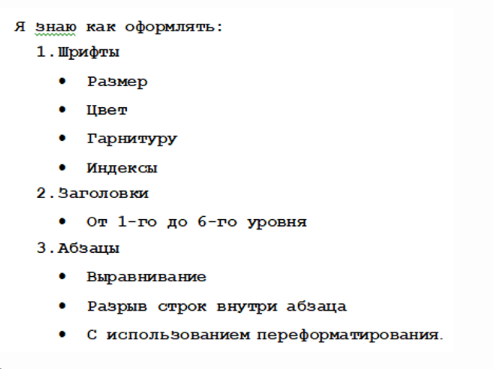 Я знаю как оформлять:
1.Шрифты
• Размер
• Цвет
• Гарнитуру
• Индексы
2.Заголовки
• От 1-го до 6-го уровня
3.Абзацы
• Выравнивание
• Разрыв строк внутри абзаца
• С использованием переформатирования.